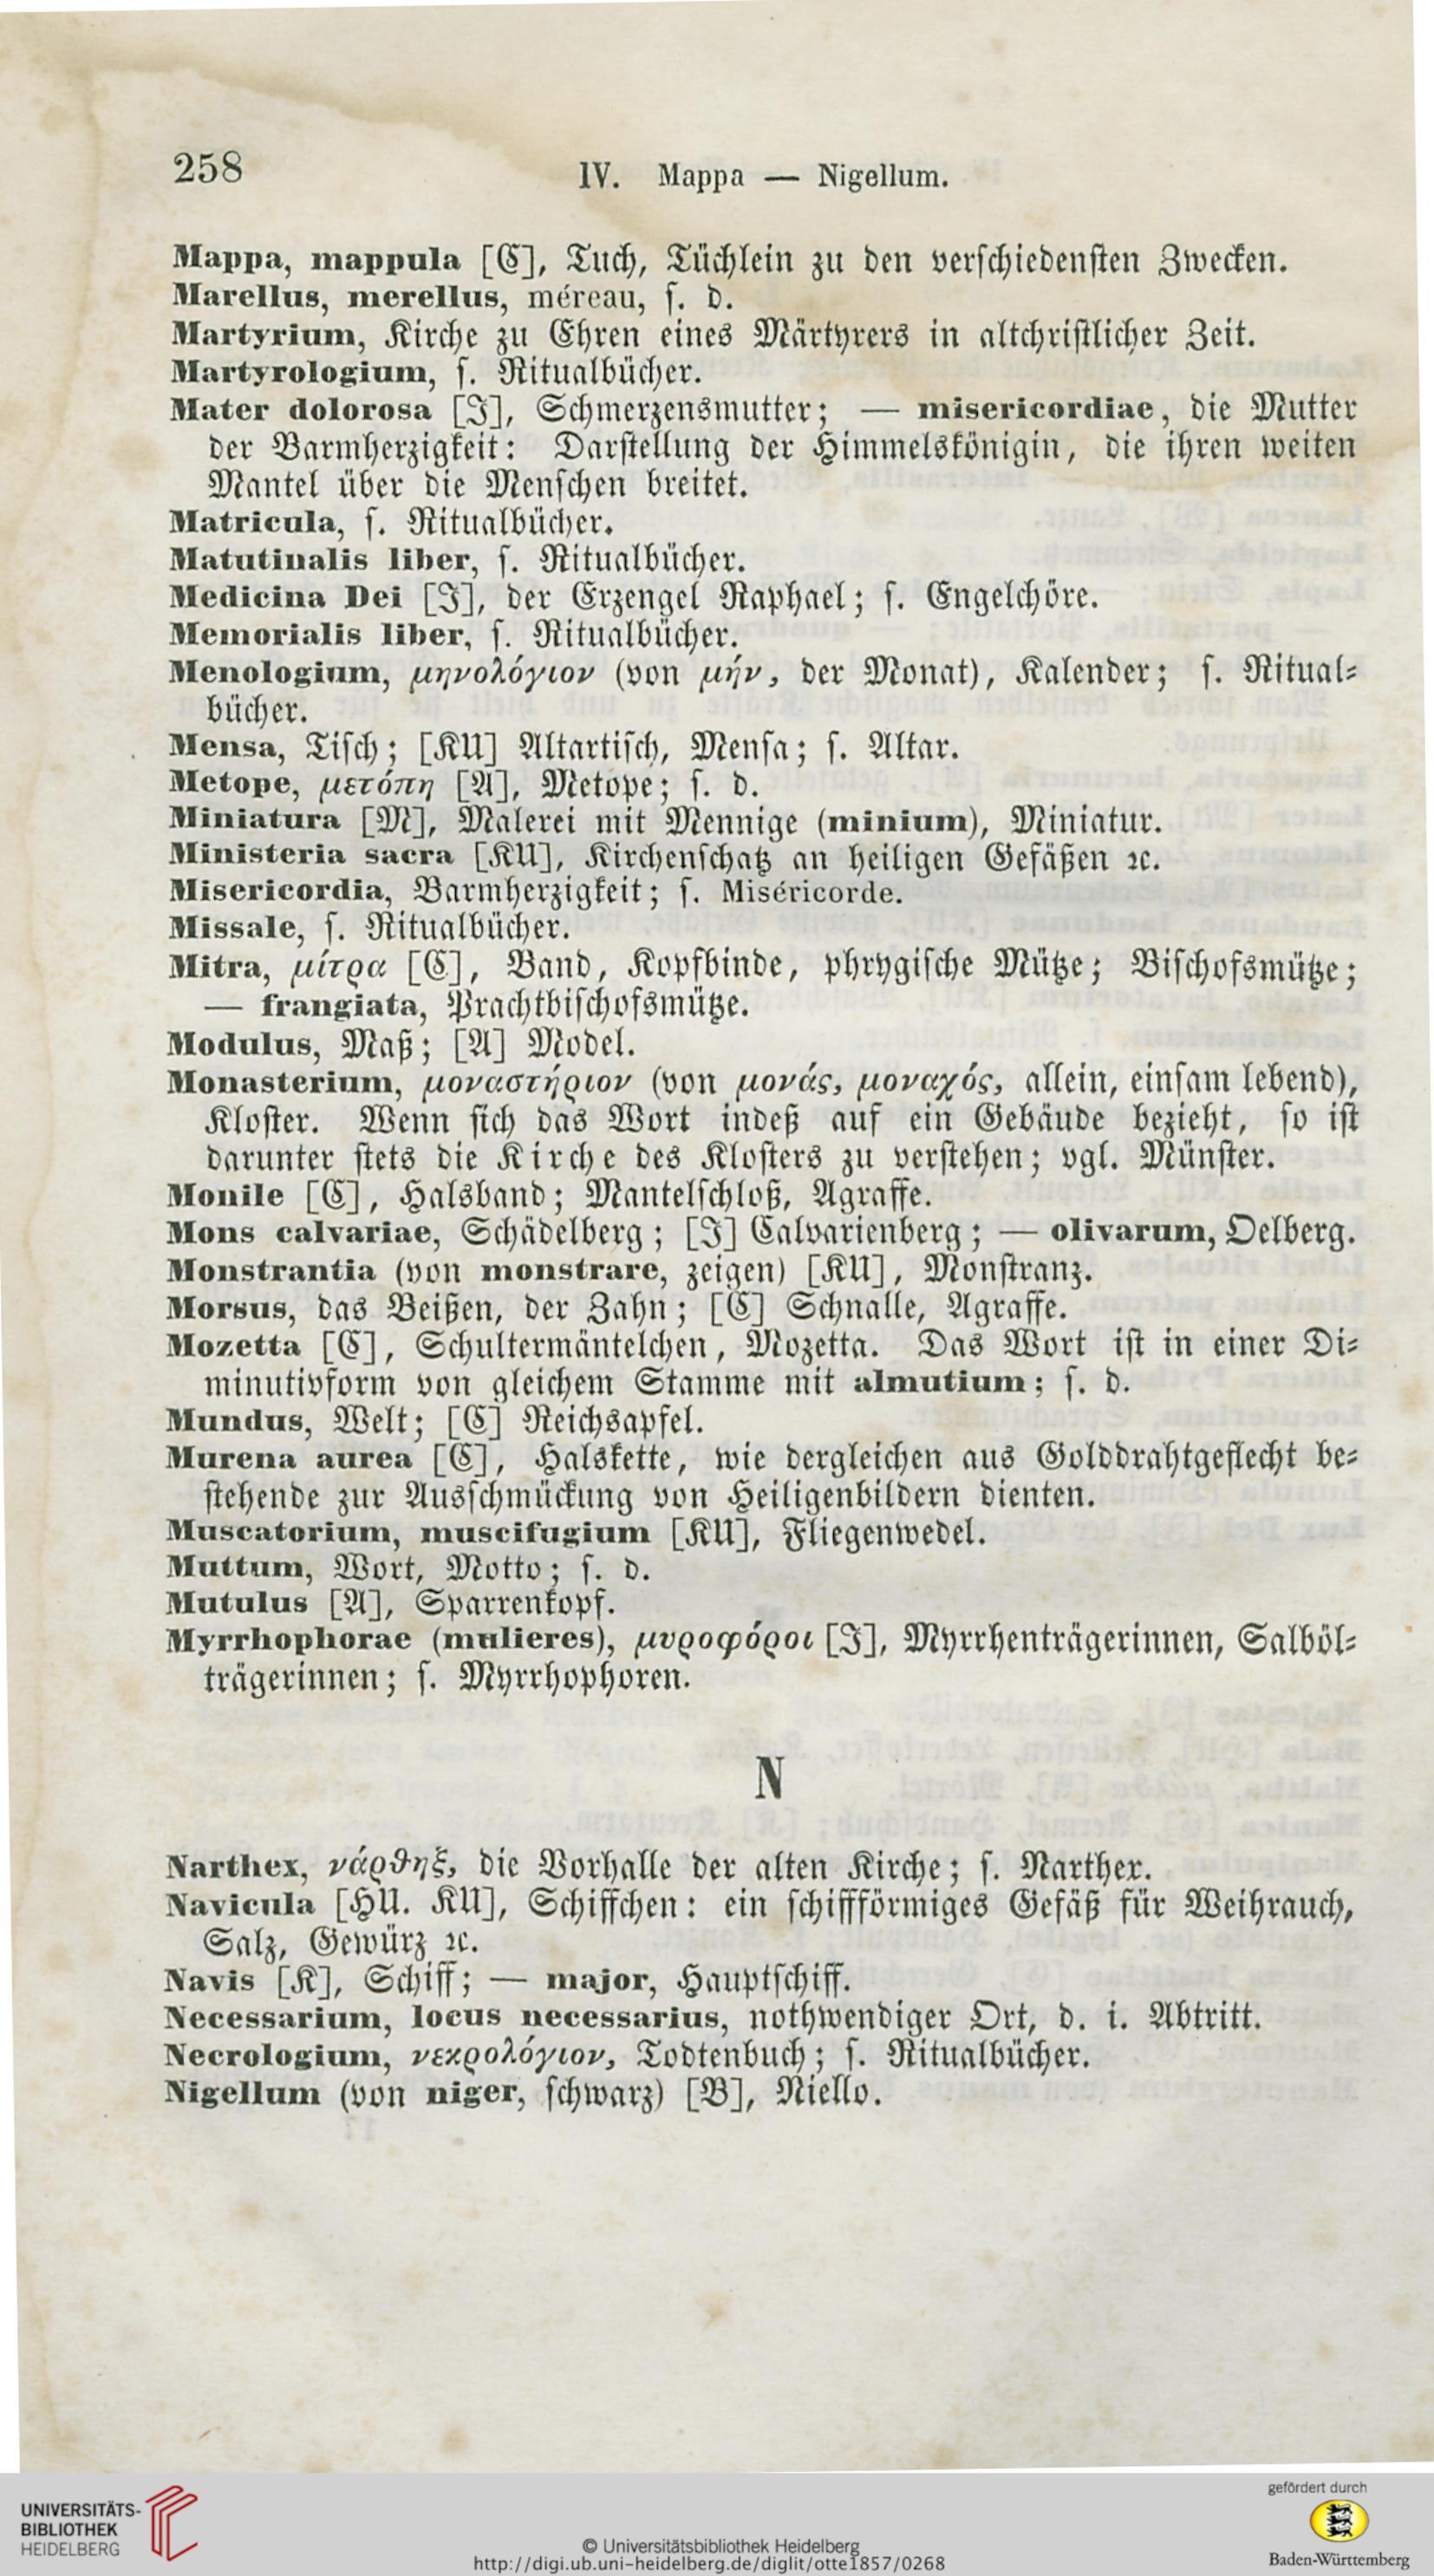 258
IV. Mappa — Nigellum.
Mappa, mappula [C], Tuch, Tüchlein zu den verschiedensten Zwecken.
Marellus, merellus, méreau, s. d.
Martyrium, Kirche zu Ehren eines Märtyrers in altchristlicher Zeit.
Martyrologium, s. Ritualbücher.
Mater dolorosa [J], Schmerzensmutter; — misericordiae, die Mutter
der Barmherzigkeit: Darstellung der Himmelskönigin, die ihren weiten
Mantel über die Menschen breitet.
Matricula, s. Ritualbücher.
Matutinalis liber, s. Ritualbücher.
Medicina Dei [J], der Erzengel Raphael; s. Engelchöre.
Memorialis liber, s. Ritualbücher.
Menologium, μηνολόγιον (von μήν, der Monat), Kalender; s. Ritual-
bücher.
Mensa, Tisch; [KU] Altartisch, Mensa; s. Altar.
Metope, μετόπη [A], Metope; s. d.
Miniatura [M], Malerei mit Mennige (minium), Miniatur.
Ministeria sacra [KU], Kirchenschatz an heiligen Gefäßen ꝛc.
Misericordia, Barmherzigkeit; s. Miséricorde.
Missale, s. Ritualbücher.
Mitra, μίτρα [C], Band, Kopfbinde, phrygische Mütze; Bischofsmütze;
— frangiata, Prachtbischofsmütze.
Modulus, Maß; [A] Model.
Monasterium, μοναστήριον (von μονάς, μοναχός, allein, einsam lebend),
Kloster. Wenn sich das Wort indeß auf ein Gebäude bezieht, so ist
darunter stets die Kirche des Klosters zu verstehen; vgl. Münster.
Monile [C], Halsband; Mantelschloß, Agraffe.
Mons calvariae, Schädelberg; [J] Calvarienberg; — olivarum, Oelberg.
Monstrantia (von monstrare, zeigen) [KU], Monstranz.
Morsus, das Beißen, der Zahn; [C] Schnalle, Agraffe.
Mozetta [C], Schultermäntelchen, Mozetta. Das Wort ist in einer Di-
minutivform von gleichem Stamme mit almutium; s. d.
Mundus, Welt; [C] Reichsapfel.
Murena aurea [C], Halskette, wie dergleichen aus Golddrahtgeflecht be-
stehende zur Ausschmückung von Heiligenbildern dienten.
Muscatorium, muscifugium [KU], Fliegenwedel.
Muttum, Wort, Motto; s. d.
Mutulus [A], Sparrenkopf.
Myrrhophorae (mulieres), μυροφόροι [J], Myrrhenträgerinnen, Salböl-
trägerinnen; s. Myrrhophoren.
N
Narthex, νάρθηξ, die Vorhalle der alten Kirche; s. Narther.
Navicula [HU. KU], Schiffchen: ein schiffförmiges Gefäß für Weihrauch,
Salz, Gewürz ꝛc.
Navis [K], Schiff; — major, Hauptschiff.
Necessarium, locus necessarius, nothwendiger Ort, d. i. Abtritt.
Necrologium, νεκρολόγιον, Todtenbuch; s. Ritualbücher.
Nigellum (von niger, schwarz) [B], Niello.
UNIVERSITÄTS-
BIBLIOTHEK
HEIDELBERG
© Universitätsbibliothek Heidelberg
http://digi.ub.uni-heidelberg.de/diglit/otte1857/0268
gefördert durch
Baden-Württemberg